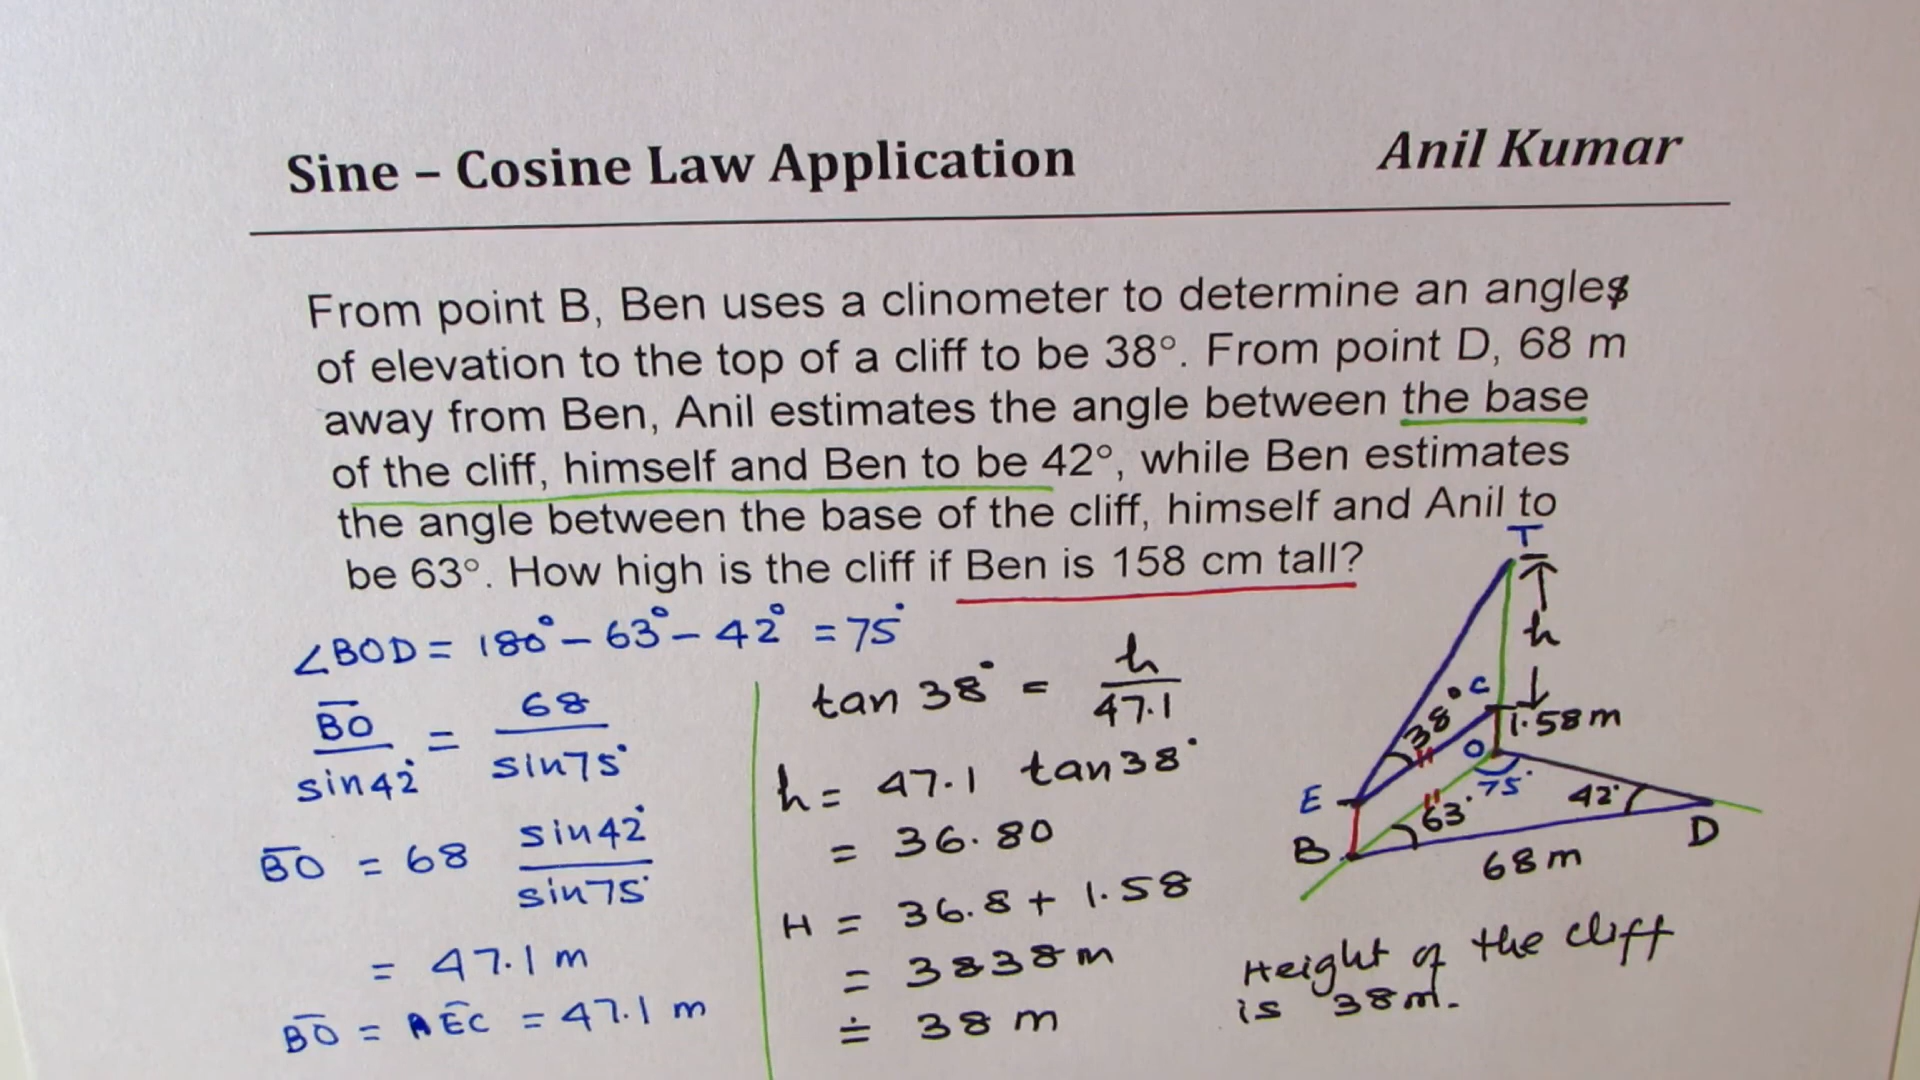 Sine – Cosine Law Application
Anil Kumar
From point B, Ben uses a clinometer to determine an angles
of elevation to the top of a cliff to be 38°. From point D, 68 m
away from Ben, Anil estimates the angle between the base
of the cliff, himself and Ben to be 42°, while Ben estimates
the angle between the base of the cliff, himself and Anil to
be 63°. How high is the cliff if Ben is 158 cm tall?
∠BOD = 180° – 63° – 42° = 75°
BO / sin42° = 68 / sin75°
BO = 68 sin42° / sin75°
= 47.1 m
BO = EC = 47.1 m
tan 38° = h / 47.1
h = 47.1 tan38°
= 36.80
H = 36.8 + 1.58
= 3838 m
≐ 38 m
T
h
C
38°
1.58m
O
75°
E
63°
42°
B
D
68 m
Height of the cliff
is 38m.